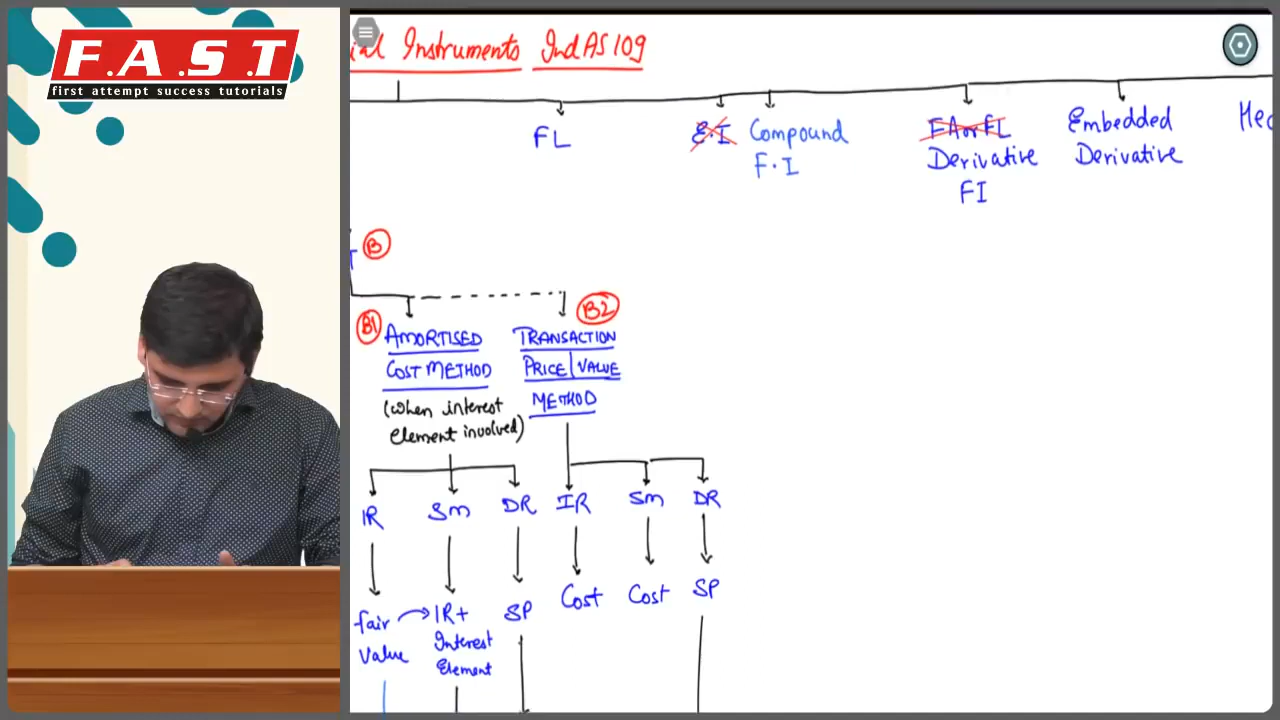 F.A.S.T
first attempt success tutorials
ial Instruments IndAS 109
FL
E.I
Compound
F.I
FA or FL
Derivative
FI
Embedded
Derivative
Hed
T
B
B1
AMORTISED
COST METHOD
(when interest
Element involved)
B2
TRANSACTION
PRICE|VALUE
METHOD
IR
Sm
DR
IR
Sm
DR
fair
value
IR+
Interest
Element
SP
Cost
Cost
SP